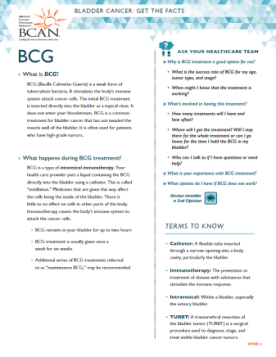 BLADDER CANCER: GET THE FACTS
BCAN
BCG
What is BCG?
BCG (Bacille Calmette-Guerin) is a weak form of
tuberculosis bacteria. It stimulates the body's immune
system attack cancer cells. The initial BCG treatment
is inserted directly into the bladder as a topical rinse. It
does not enter your bloodstream. BCG is a common
treatment for bladder cancer that has not invaded the
muscle wall of the bladder. It is often used for patients
who have high-grade tumors.
What happens during BCG treatment?
BCG is a type of intravesical immunotherapy. Your
health care provider puts a liquid containing the BCG
directly into the bladder using a catheter. This is called
"instillation." Medicines that are given this way affect
the cells lining the inside of the bladder. There is
little to no effect on cells in other parts of the body.
Immunotherapy causes the body's immune system to
attack the cancer cells.
• BCG remains in your bladder for up to two hours
• BCG treatment is usually given once a
week for six weeks
• Additional series of BCG treatments referred
to as "maintenance BCG," may be recommended
ASK YOUR HEALTHCARE TEAM
Why is BCG treatment a good option for me?
• What is the success rate of BCG for my age,
tumor type, and stage?
• When might I know that the treatment is
working?
What's involved in having this treatment?
• How many treatments will I have and
how often?
• Where will I get the treatment? Will I stay
there for the whole treatment or can I go
home for the time I hold the BCG in my
bladder?
• Who can I talk to if I have questions or need
help?
What is your experience with BCG treatment?
What options do I have if BCG does not work?
Always consider
a 2nd Opinion
TERMS TO KNOW
Catheter: A flexible tube inserted
through a narrow opening into a body
cavity, particularly the bladder.
Immunotherapy: The prevention or
treatment of disease with substances that
stimulate the immune response.
Intravesical: Within a bladder, especially
the urinary bladder.
TURBT: A transurethral resection of
the bladder tumor (TURBT) is a surgical
procedure used to diagnose, stage, and
treat visible bladder cancer tumors.